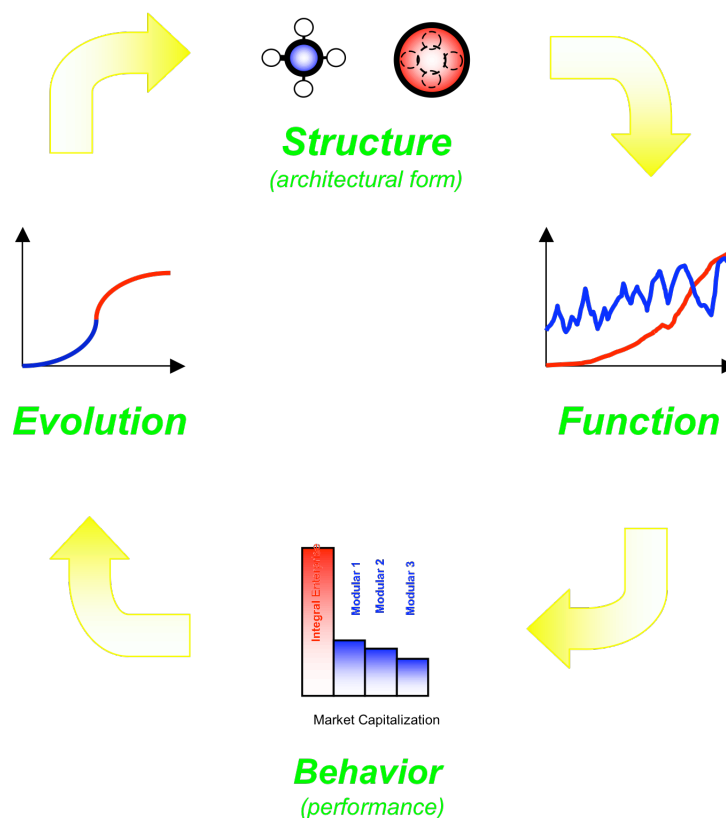 Structure
(architectural form)
Evolution
Function
Integral Enterprise
Modular 1
Modular 2
Modular 3
Market Capitalization
Behavior
(performance)